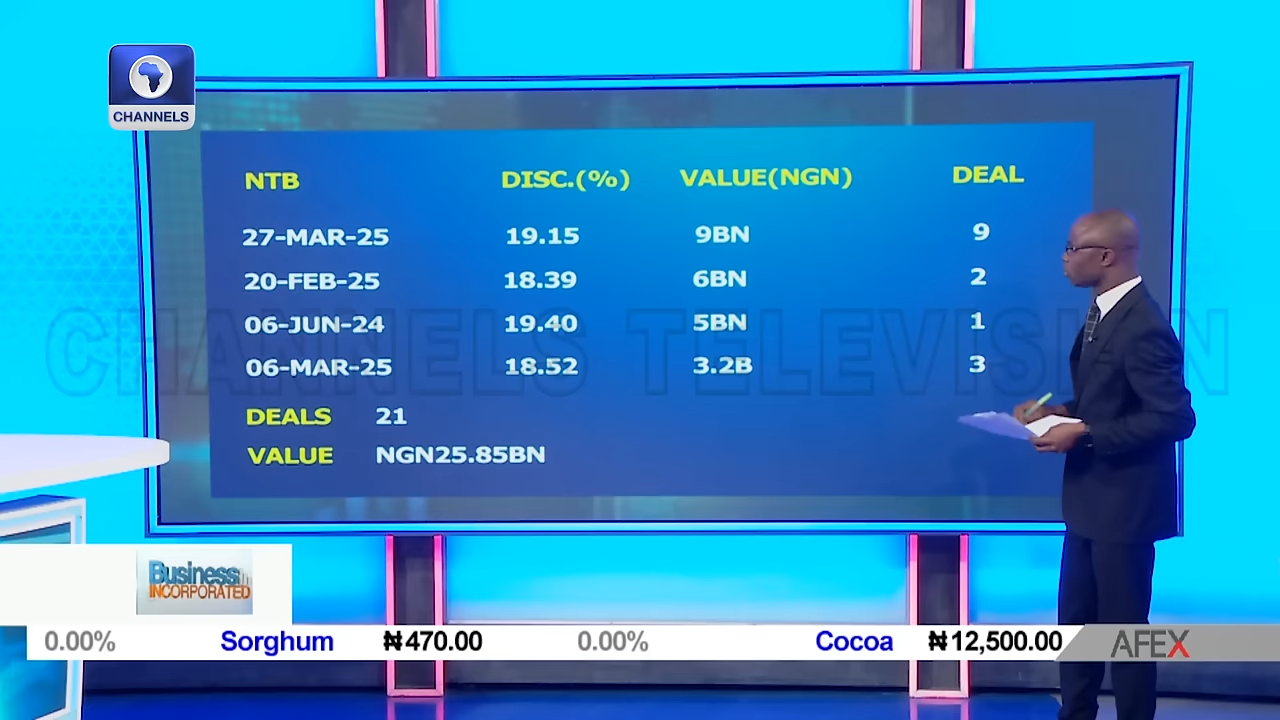 CHANNELS
NTB DISC.(%) VALUE(NGN) DEAL
27-MAR-25 19.15 9BN 9
20-FEB-25 18.39 6BN 2
06-JUN-24 19.40 5BN 1
06-MAR-25 18.52 3.2B 3
DEALS 21
VALUE NGN25.85BN
CHANNELS TELEVISION
Business
INCORPORATED
0.00% Sorghum ₦470.00 0.00% Cocoa ₦12,500.00 AFEX